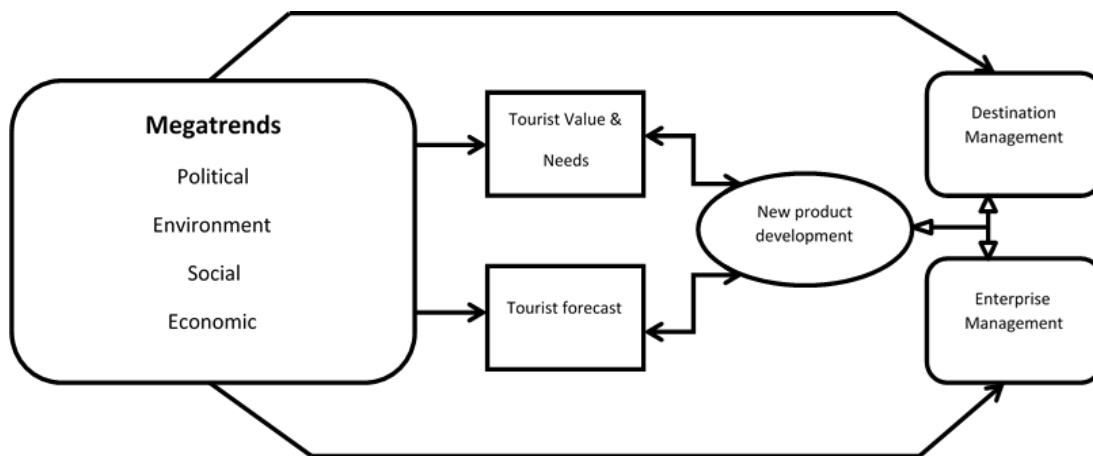 Megatrends
Political
Environment
Social
Economic
Tourist Value &
Needs
Tourist forecast
New product
development
Destination
Management
Enterprise
Management